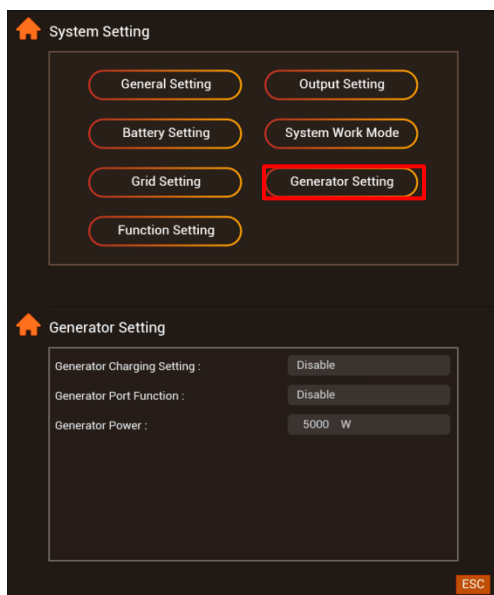 System Setting
General Setting Output Setting
Battery Setting System Work Mode
Grid Setting Generator Setting
Function Setting
Generator Setting
Generator Charging Setting : Disable
Generator Port Function : Disable
Generator Power : 5000 W
ESC